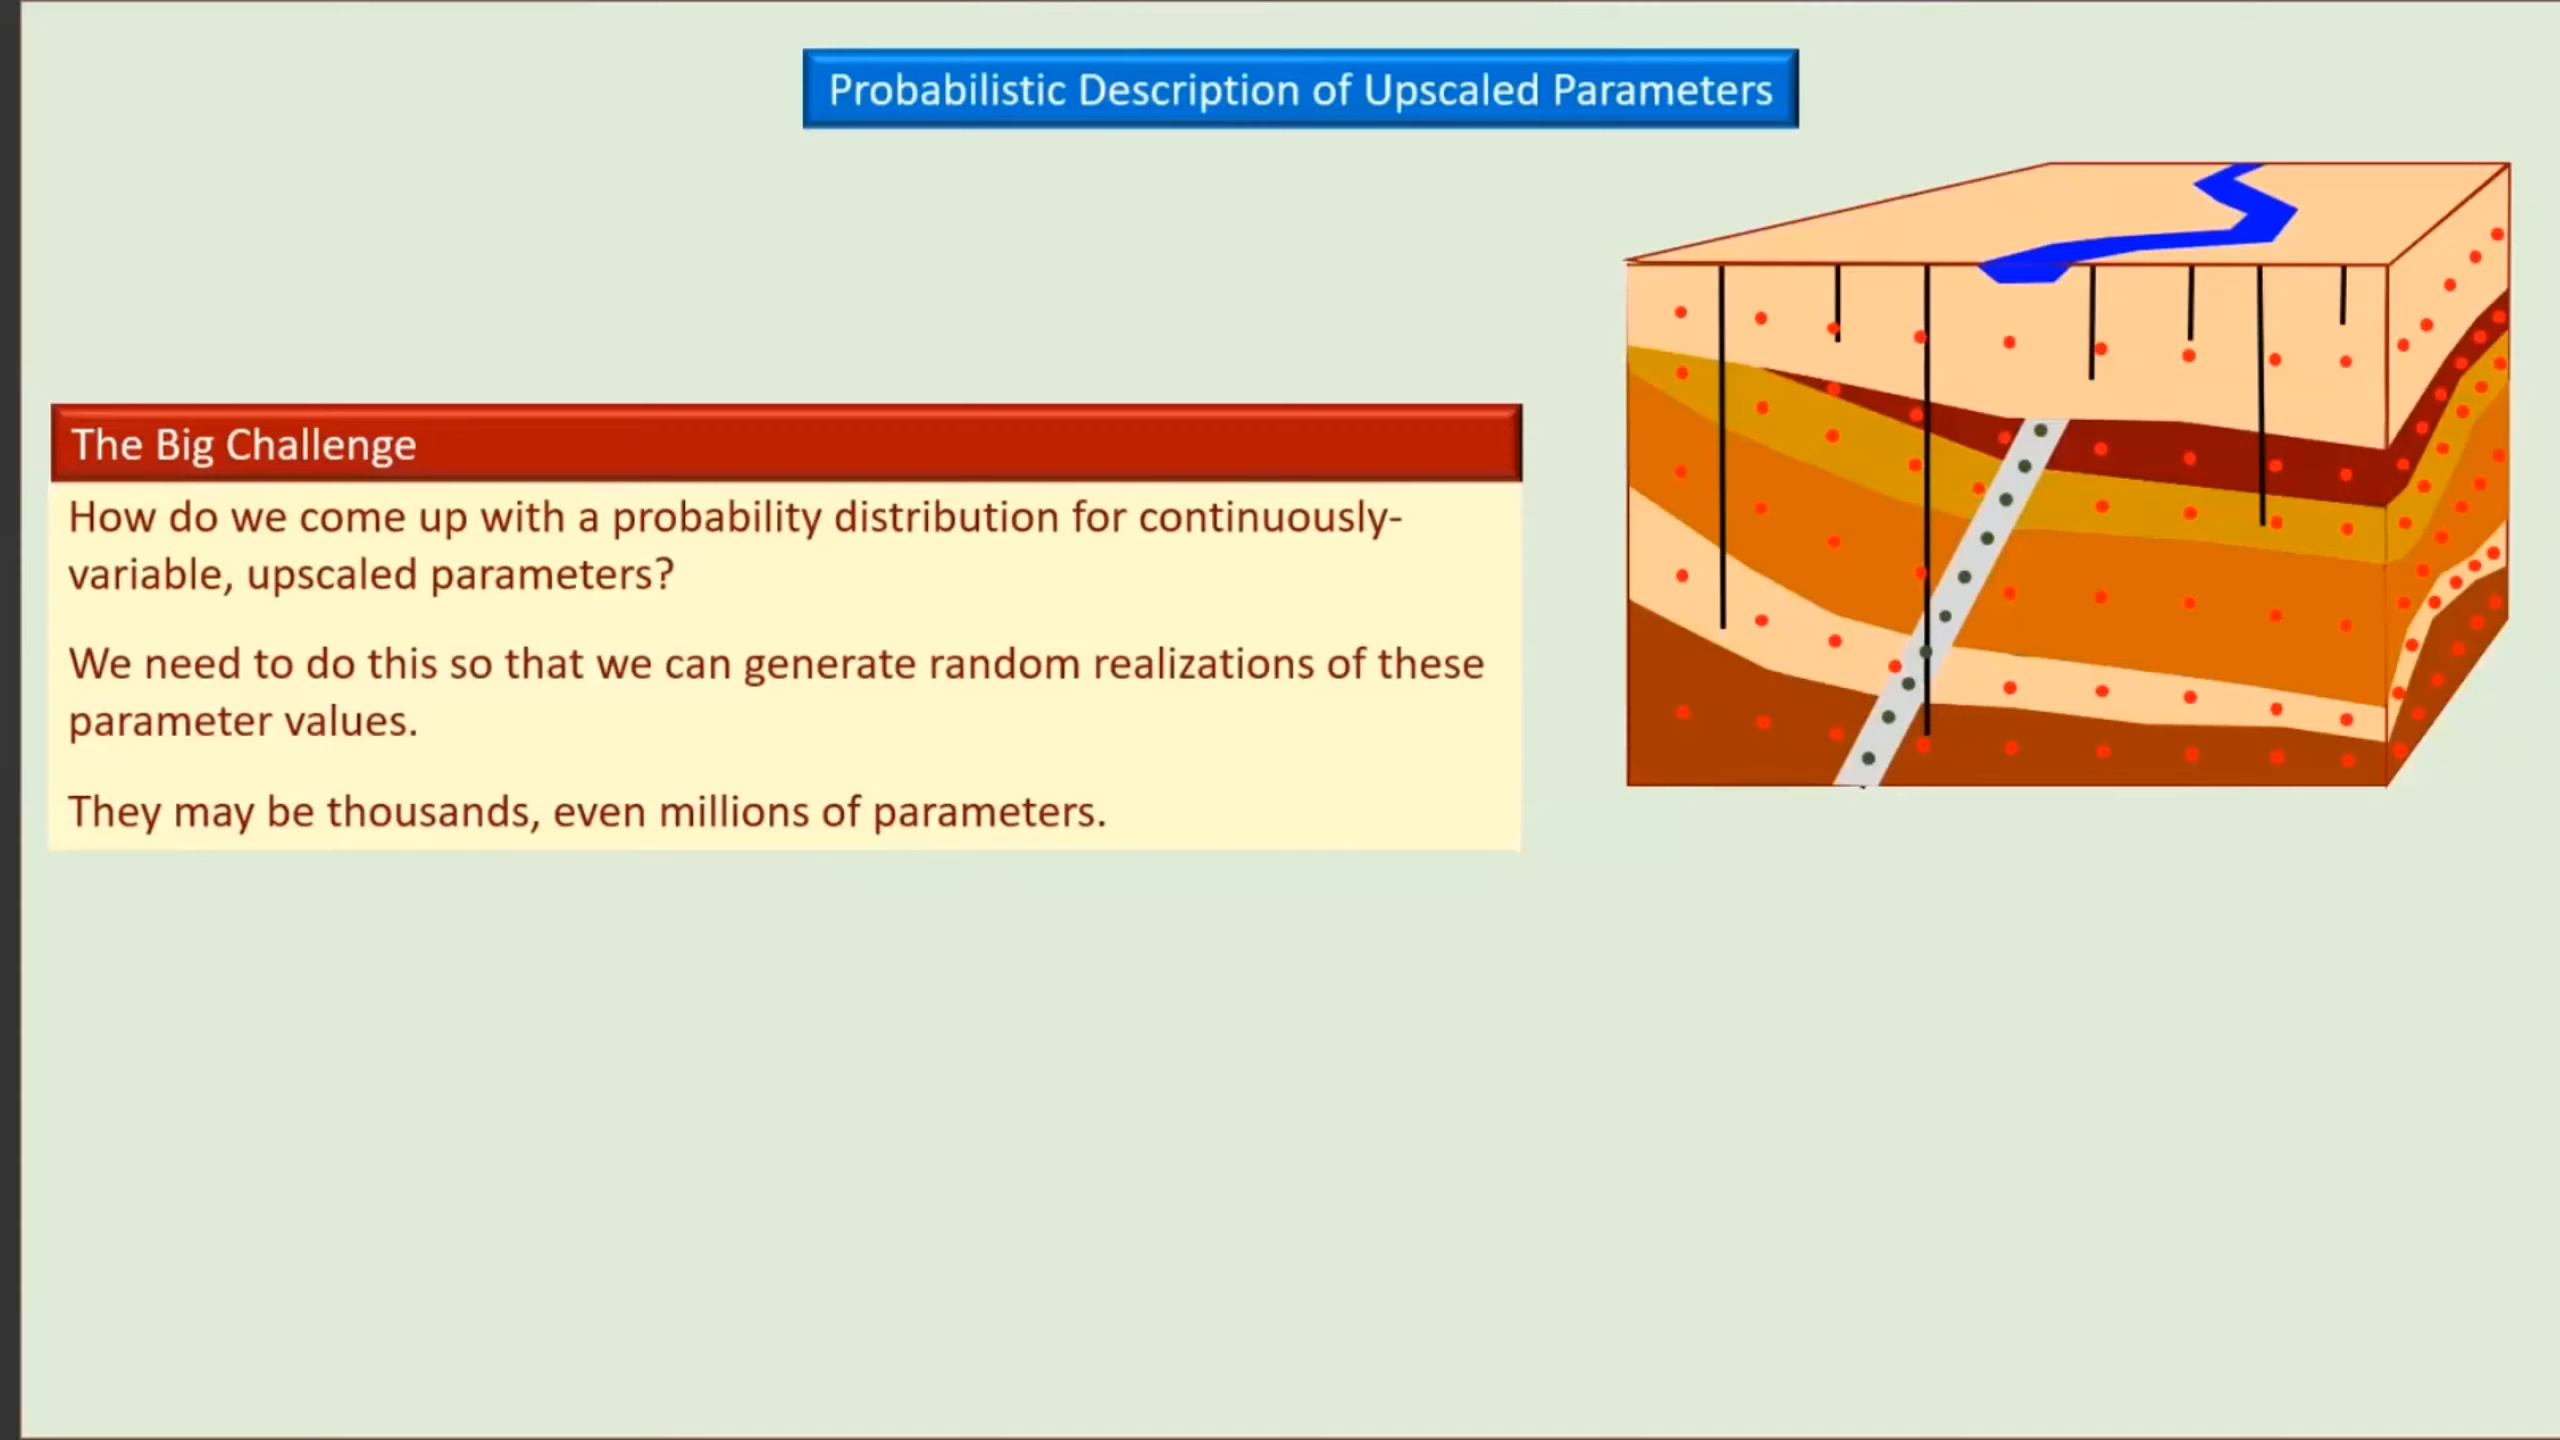 Probabilistic Description of Upscaled Parameters
The Big Challenge
How do we come up with a probability distribution for continuously-
variable, upscaled parameters?
We need to do this so that we can generate random realizations of these
parameter values.
They may be thousands, even millions of parameters.